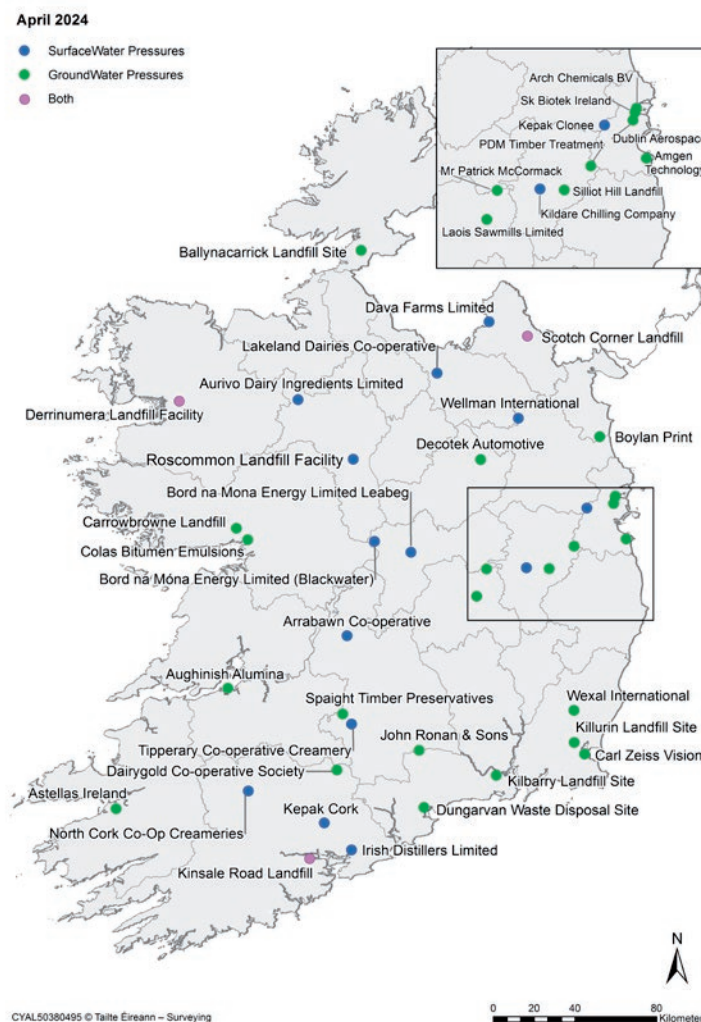 April 2024
SurfaceWater Pressures
GroundWater Pressures
Both
Arch Chemicals BV
Sk Biotek Ireland
Kepak Clonee
Dublin Aerospace
PDM Timber Treatment
Amgen
Technology
Mr Patrick McCormack
Silliot Hill Landfill
Kildare Chilling Company
Laois Sawmills Limited
Ballynacarrick Landfill Site
Dava Farms Limited
Scotch Corner Landfill
Lakeland Dairies Co-operative
Aurivo Dairy Ingredients Limited
Wellman International
Derrinumera Landfill Facility
Boylan Print
Decotek Automotive
Roscommon Landfill Facility
Bord na Mona Energy Limited Leabeg
Carrowbrowne Landfill
Colas Bitumen Emulsions
Bord na Móna Energy Limited (Blackwater)
Arrabawn Co-operative
Aughinish Alumina
Spaight Timber Preservatives
Wexal International
Killurin Landfill Site
John Ronan & Sons
Tipperary Co-operative Creamery
Carl Zeiss Vision
Dairygold Co-operative Society
Kilbarry Landfill Site
Astellas Ireland
Kepak Cork
Dungarvan Waste Disposal Site
North Cork Co-Op Creameries
Irish Distillers Limited
Kinsale Road Landfill
N
0 20 40 80
Kilometers
CYAL50380495 © Tailte Éireann – Surveying